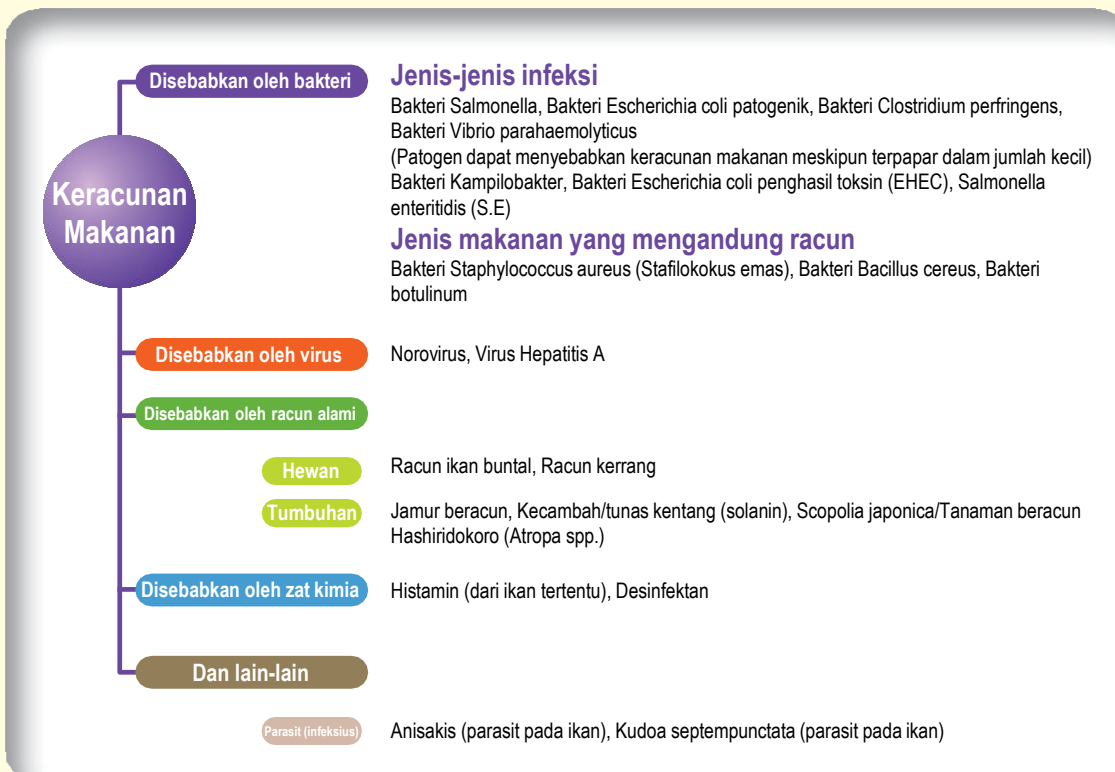 Keracunan
Makanan
Disebabkan oleh bakteri
Jenis-jenis infeksi
Bakteri Salmonella, Bakteri Escherichia coli patogenik, Bakteri Clostridium perfringens,
Bakteri Vibrio parahaemolyticus
(Patogen dapat menyebabkan keracunan makanan meskipun terpapar dalam jumlah kecil)
Bakteri Kampilobakter, Bakteri Escherichia coli penghasil toksin (EHEC), Salmonella
enteritidis (S.E)
Jenis makanan yang mengandung racun
Bakteri Staphylococcus aureus (Stafilokokus emas), Bakteri Bacillus cereus, Bakteri
botulinum
Disebabkan oleh virus
Norovirus, Virus Hepatitis A
Disebabkan oleh racun alami
Hewan
Racun ikan buntal, Racun kerrang
Tumbuhan
Jamur beracun, Kecambah/tunas kentang (solanin), Scopolia japonica/Tanaman beracun
Hashiridokoro (Atropa spp.)
Disebabkan oleh zat kimia
Histamin (dari ikan tertentu), Desinfektan
Dan lain-lain
Parasit (infeksius)
Anisakis (parasit pada ikan), Kudoa septempunctata (parasit pada ikan)